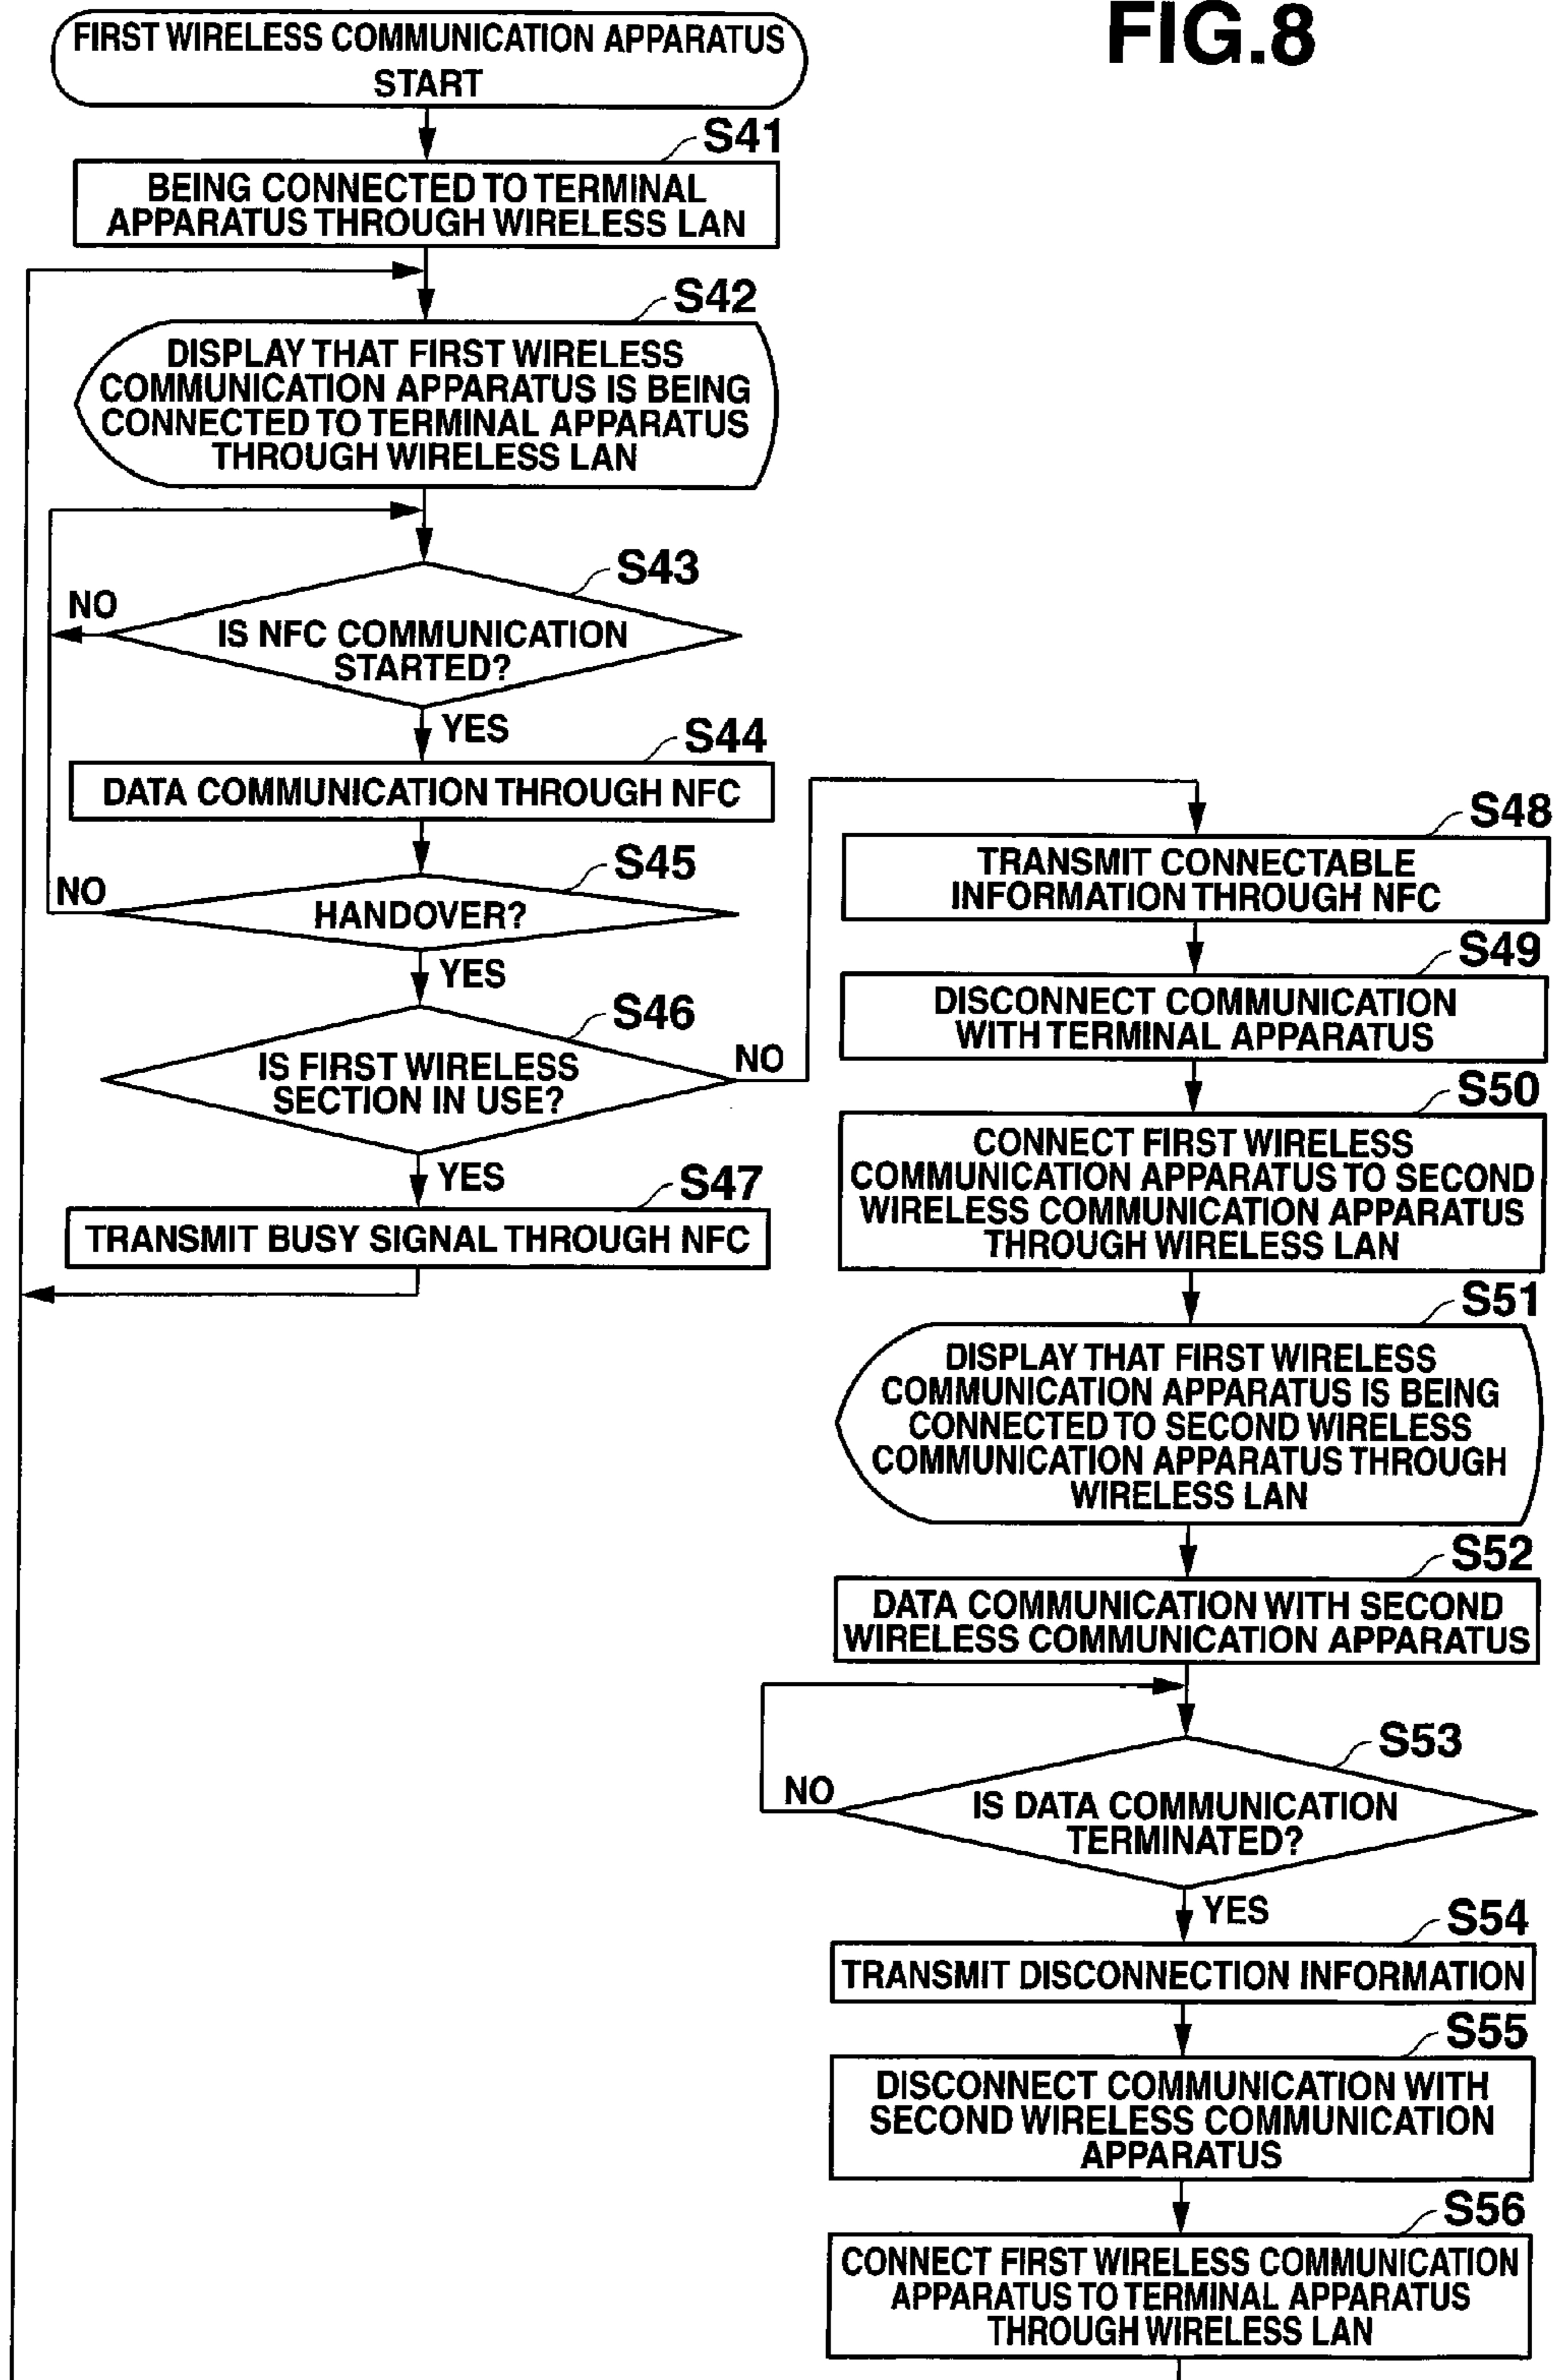 FIG.8
FIRST WIRELESS COMMUNICATION APPARATUS
START
S41
BEING CONNECTED TO TERMINAL
APPARATUS THROUGH WIRELESS LAN
S42
DISPLAY THAT FIRST WIRELESS
COMMUNICATION APPARATUS IS BEING
CONNECTED TO TERMINAL APPARATUS
THROUGH WIRELESS LAN
S43
NO
IS NFC COMMUNICATION
STARTED?
YES
S44
DATA COMMUNICATION THROUGH NFC
S45
NO
HANDOVER?
YES
S46
IS FIRST WIRELESS
SECTION IN USE?
NO
YES
S47
TRANSMIT BUSY SIGNAL THROUGH NFC
S48
TRANSMIT CONNECTABLE
INFORMATION THROUGH NFC
S49
DISCONNECT COMMUNICATION
WITH TERMINAL APPARATUS
S50
CONNECT FIRST WIRELESS
COMMUNICATION APPARATUS TO SECOND
WIRELESS COMMUNICATION APPARATUS
THROUGH WIRELESS LAN
S51
DISPLAY THAT FIRST WIRELESS
COMMUNICATION APPARATUS IS BEING
CONNECTED TO SECOND WIRELESS
COMMUNICATION APPARATUS THROUGH
WIRELESS LAN
S52
DATA COMMUNICATION WITH SECOND
WIRELESS COMMUNICATION APPARATUS
S53
NO
IS DATA COMMUNICATION
TERMINATED?
YES
S54
TRANSMIT DISCONNECTION INFORMATION
S55
DISCONNECT COMMUNICATION WITH
SECOND WIRELESS COMMUNICATION
APPARATUS
S56
CONNECT FIRST WIRELESS COMMUNICATION
APPARATUS TO TERMINAL APPARATUS
THROUGH WIRELESS LAN